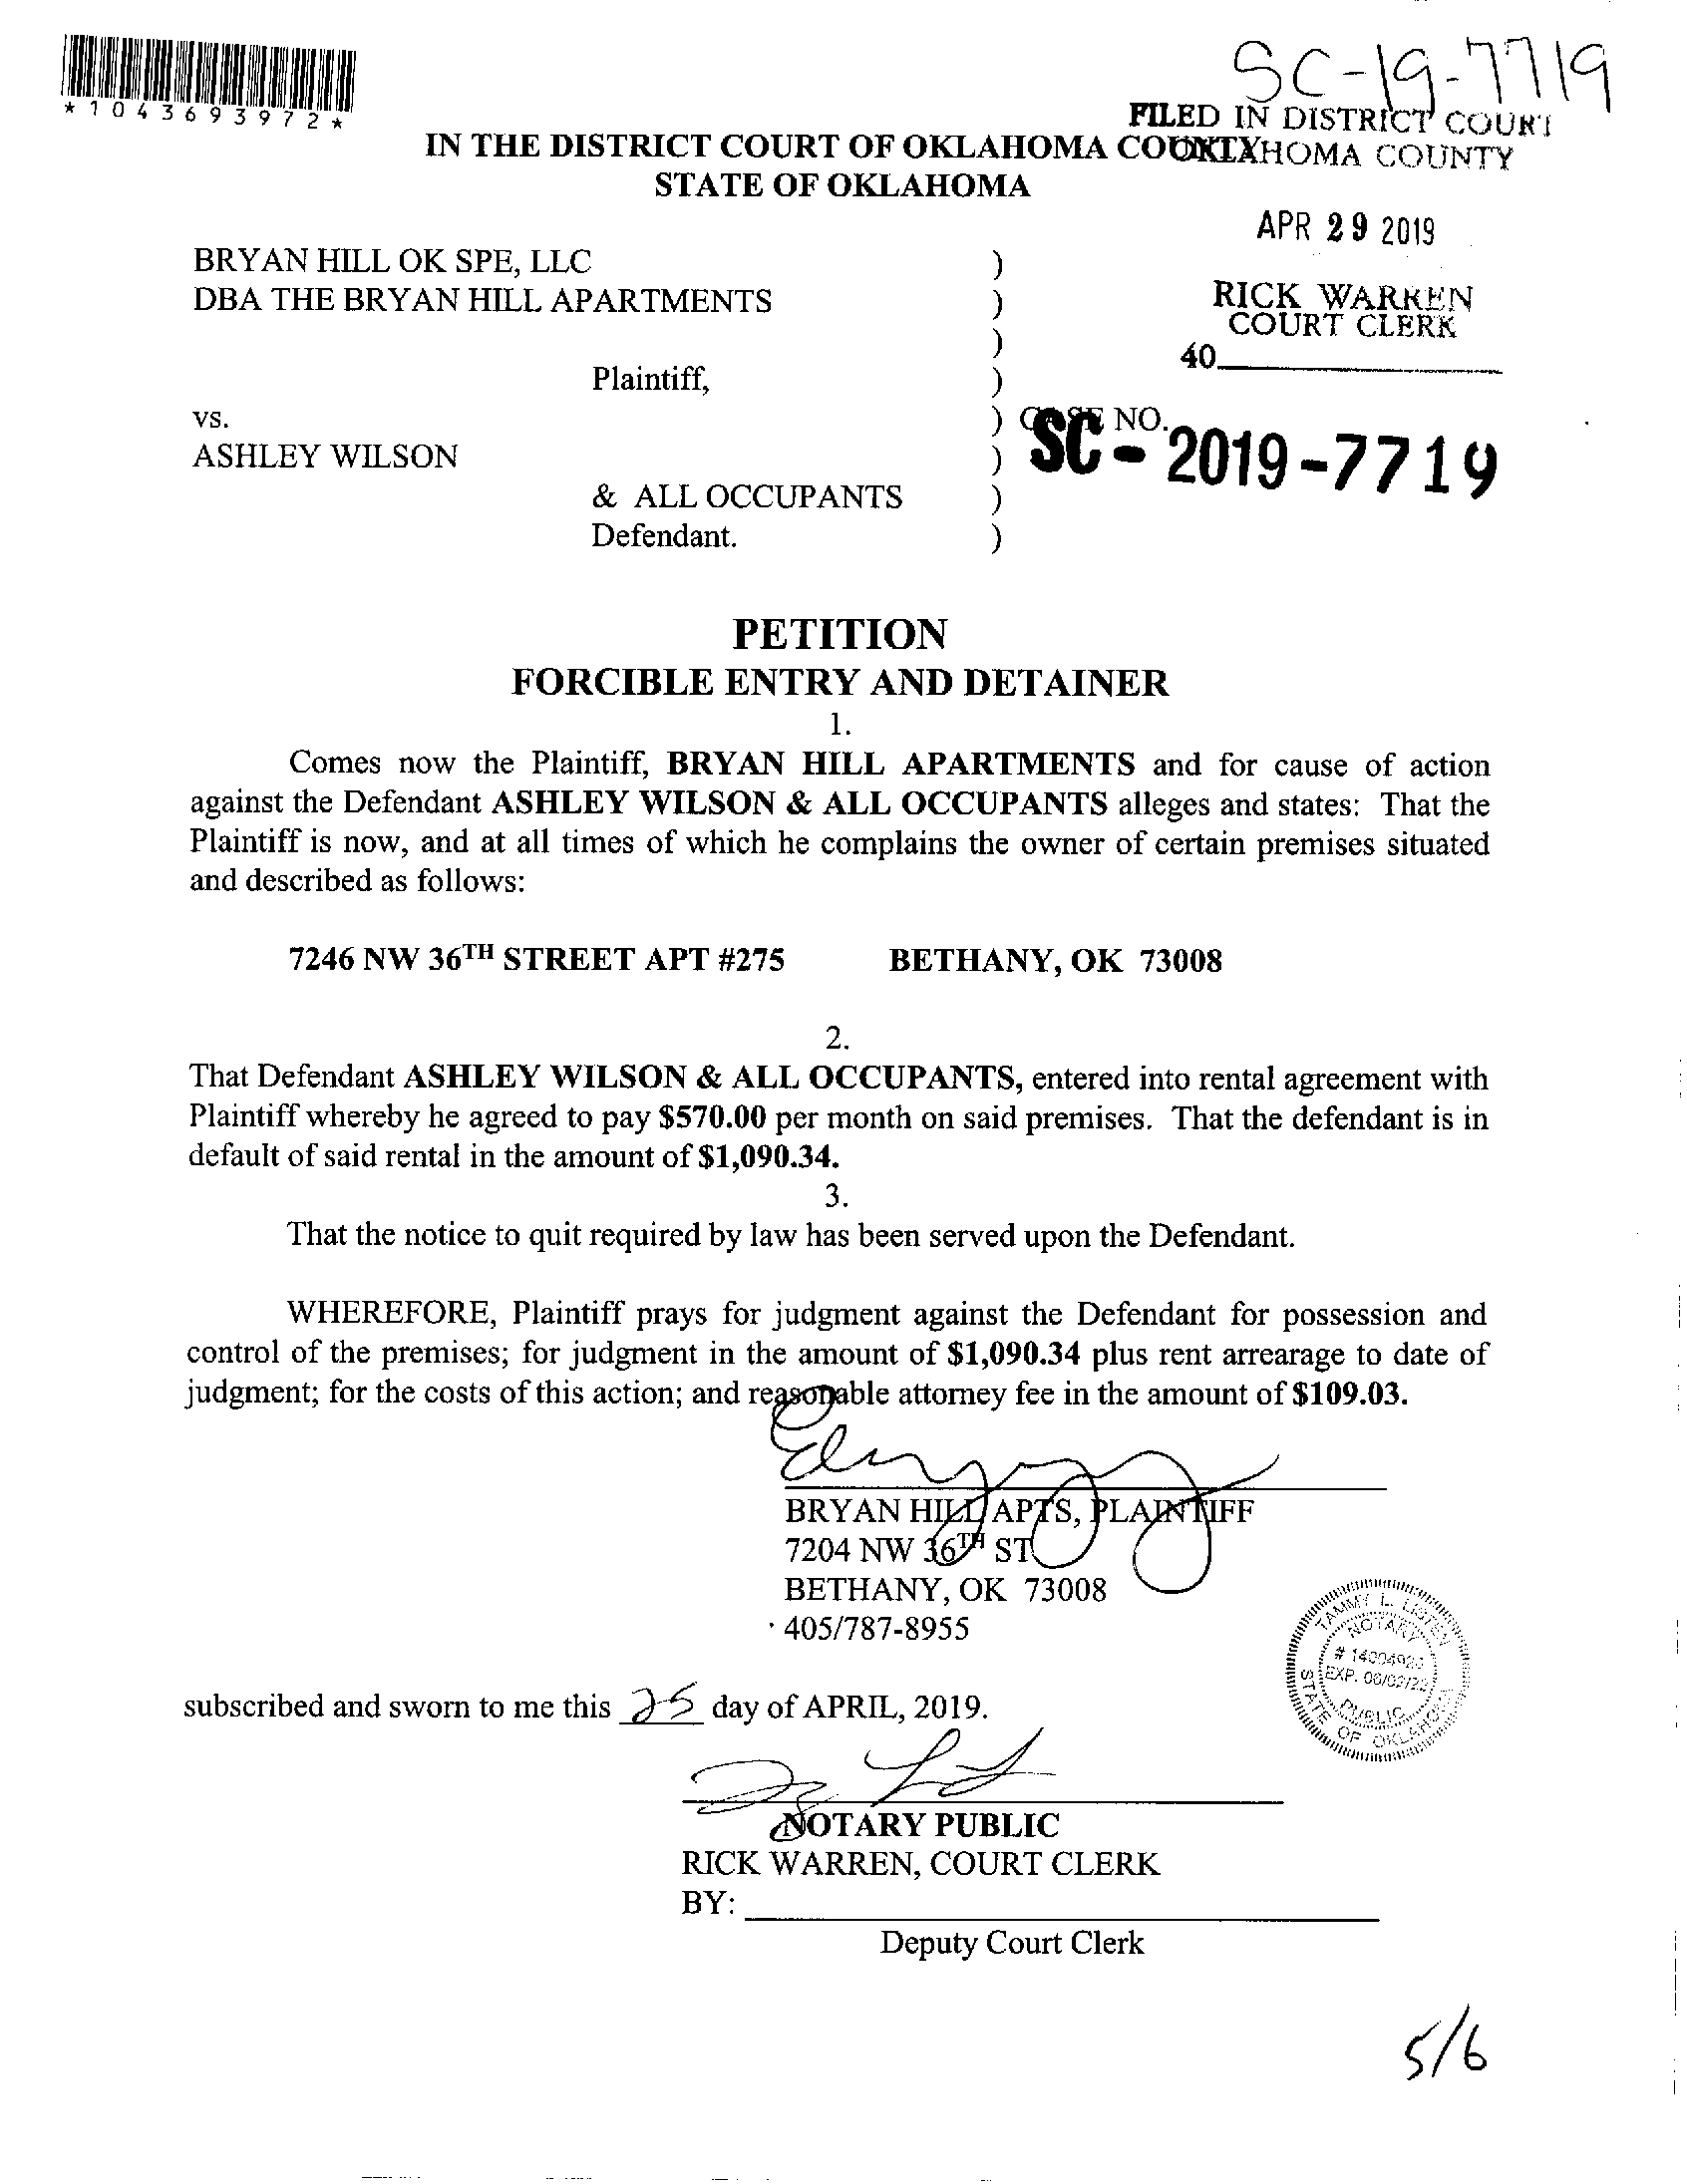 SC-19-7719
*1043693972*
FILED IN DISTRICT COURT
OKLAHOMA COUNTY
IN THE DISTRICT COURT OF OKLAHOMA COUNTY
STATE OF OKLAHOMA
APR 29 2019
RICK WARREN
COURT CLERK
40
BRYAN HILL OK SPE, LLC )
DBA THE BRYAN HILL APARTMENTS )
)
Plaintiff, )
vs. ) CASE NO.
SC-2019-7719
ASHLEY WILSON )
& ALL OCCUPANTS )
Defendant. )
PETITION
FORCIBLE ENTRY AND DETAINER
1.
Comes now the Plaintiff, BRYAN HILL APARTMENTS and for cause of action
against the Defendant ASHLEY WILSON & ALL OCCUPANTS alleges and states: That the
Plaintiff is now, and at all times of which he complains the owner of certain premises situated
and described as follows:
7246 NW 36TH STREET APT #275 BETHANY, OK 73008
2.
That Defendant ASHLEY WILSON & ALL OCCUPANTS, entered into rental agreement with
Plaintiff whereby he agreed to pay $570.00 per month on said premises. That the defendant is in
default of said rental in the amount of $1,090.34.
3.
That the notice to quit required by law has been served upon the Defendant.
WHEREFORE, Plaintiff prays for judgment against the Defendant for possession and
control of the premises; for judgment in the amount of $1,090.34 plus rent arrearage to date of
judgment; for the costs of this action; and reasonable attorney fee in the amount of $109.03.
BRYAN HILL APTS, PLAINTIFF
7204 NW 36TH ST
BETHANY, OK 73008
405/787-8955
TAMMY L. LISTEN
NOTARY
EXP.
PUBLIC
STATE OF OKLAHOMA
subscribed and sworn to me this 25 day of APRIL, 2019.
NOTARY PUBLIC
RICK WARREN, COURT CLERK
BY:
Deputy Court Clerk
5/6